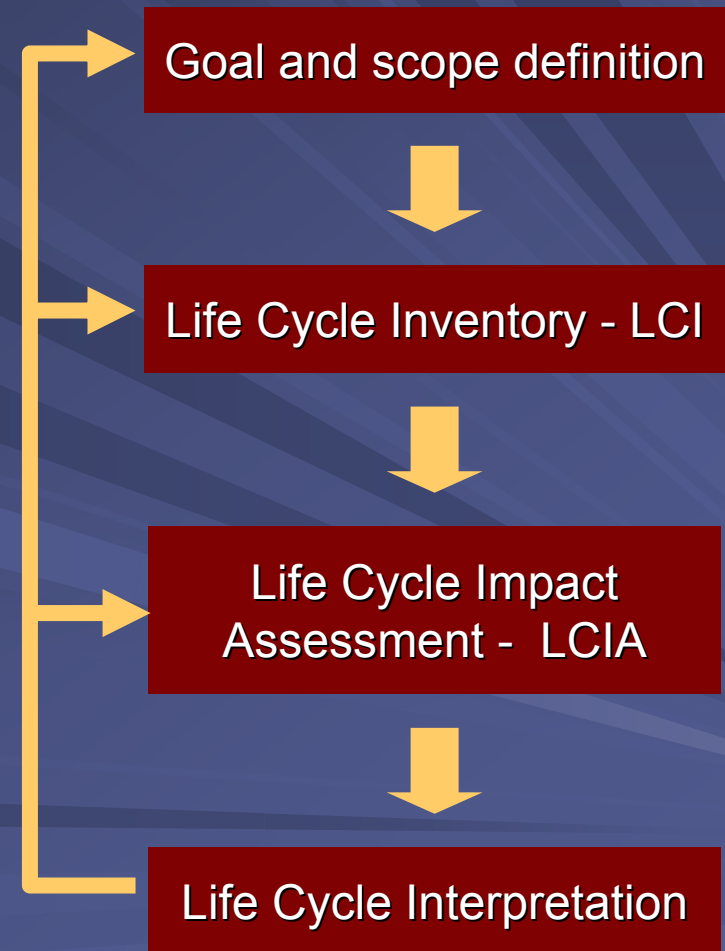 Goal and scope definition
Life Cycle Inventory - LCI
Life Cycle Impact
Assessment -  LCIA
Life Cycle Interpretation